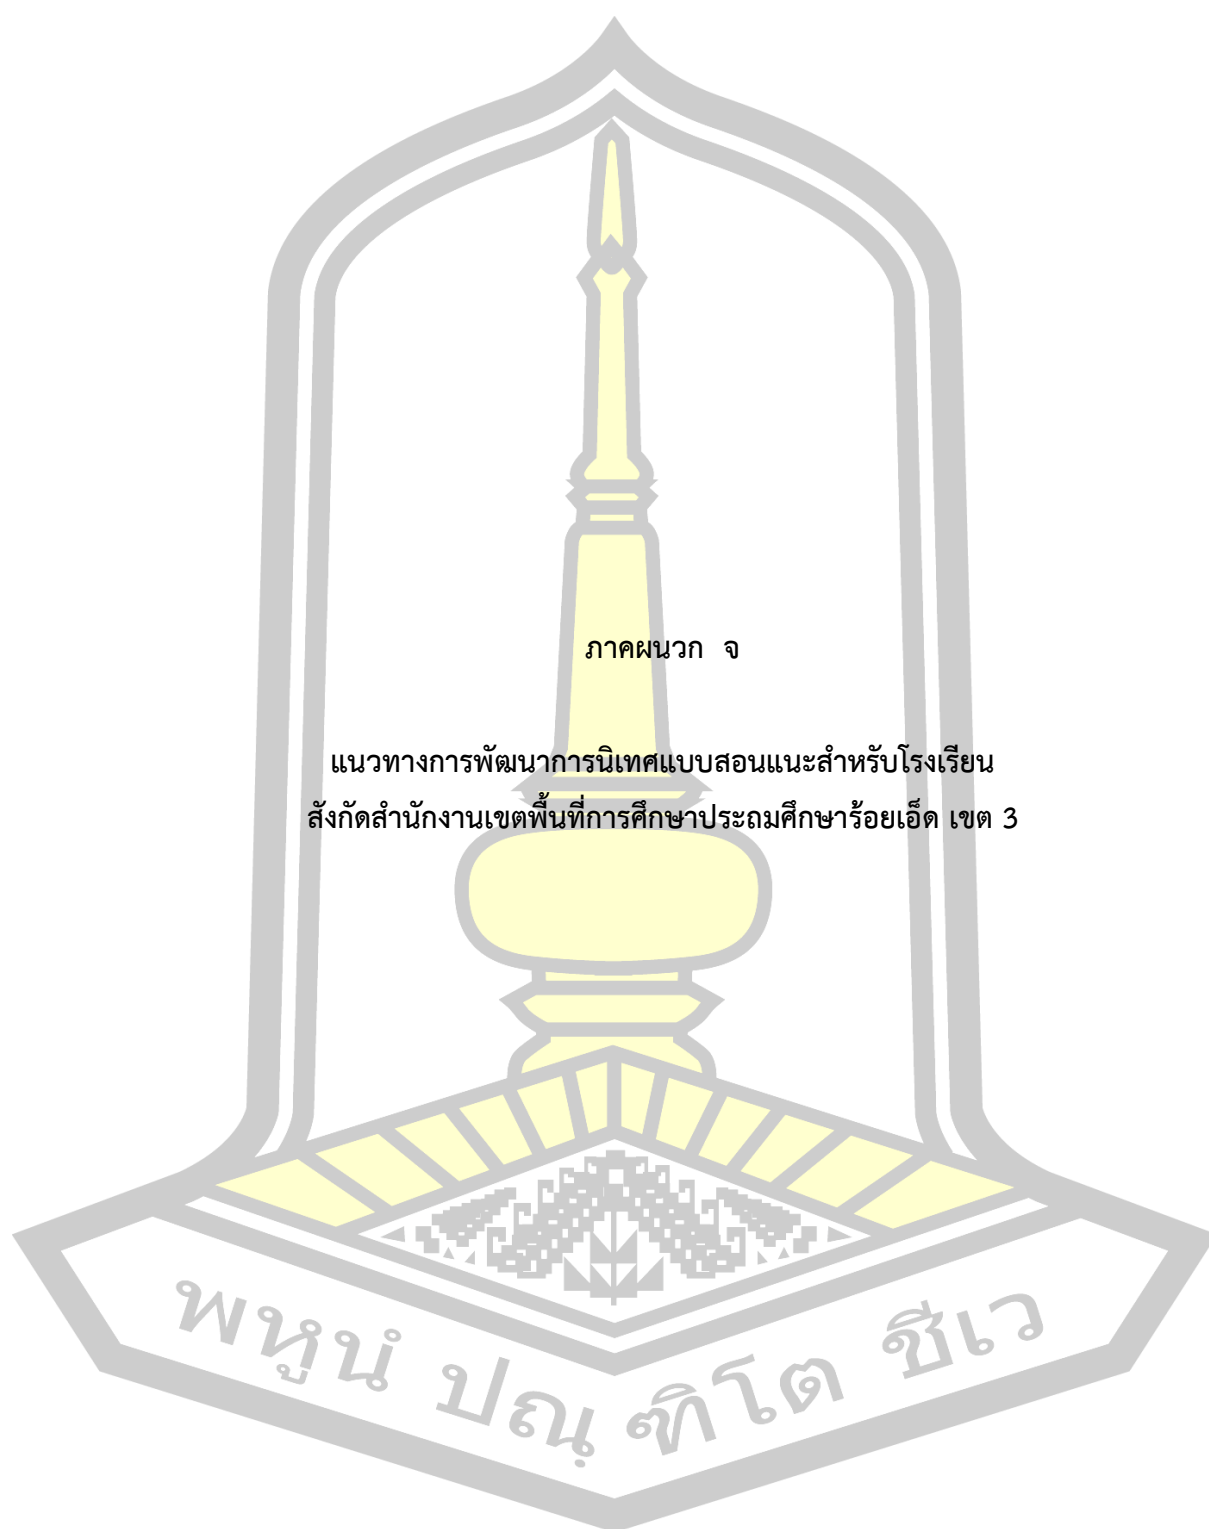 ภาคผนวก จ
แนวทางการพัฒนาการนิเทศแบบสอนแนะสำหรับโรงเรียน
สังกัดสำนักงานเขตพื้นที่การศึกษาประถมศึกษาร้อยเอ็ด เขต 3
พหูนํ ปณฺฑิโต ชีเว